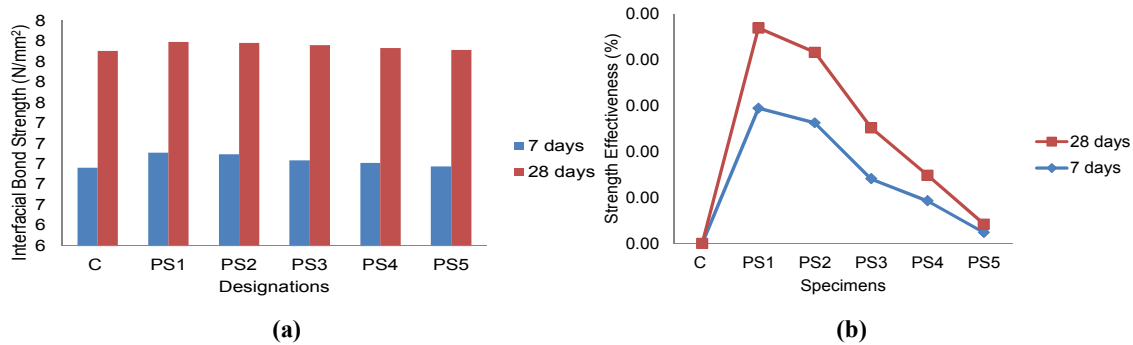 Interfacial Bond Strength (N/mm²)
8
8
8
8
8
7
7
7
7
7
6
6
C PS1 PS2 PS3 PS4 PS5
Designations
7 days
28 days
(a)
Strength Effectiveness (%)
0.00
0.00
0.00
0.00
0.00
0.00
C PS1 PS2 PS3 PS4 PS5
Specimens
28 days
7 days
(b)